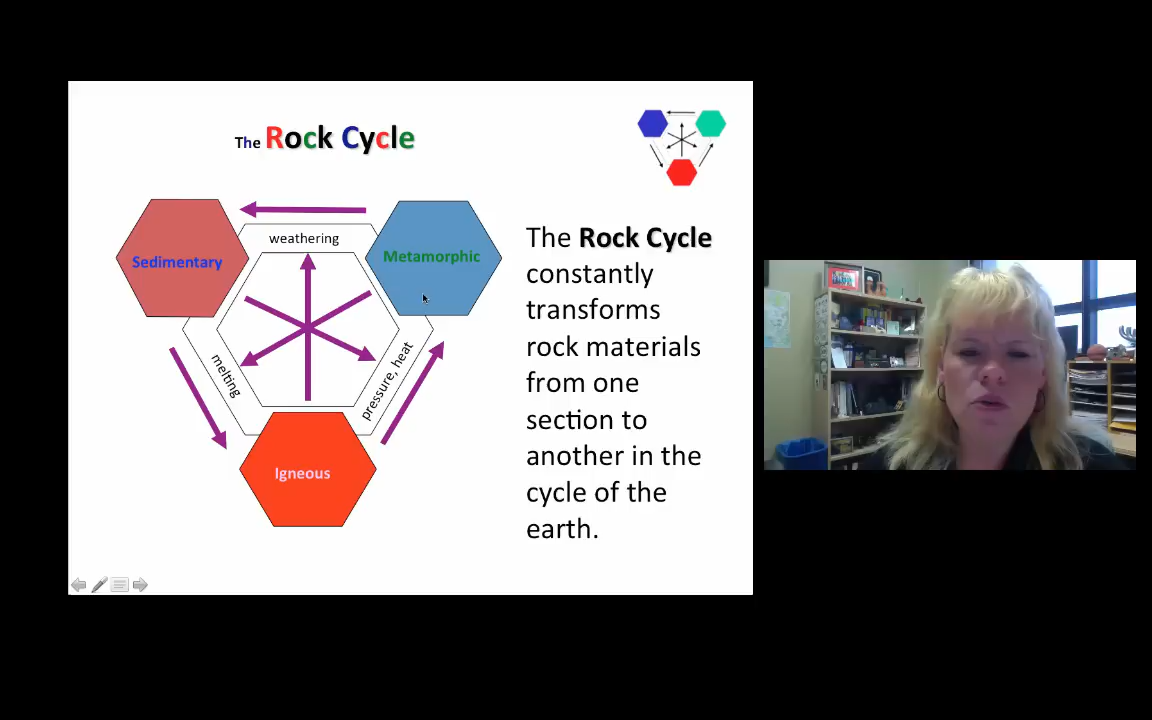 The Rock Cycle
weathering
Sedimentary
Metamorphic
melting
pressure, heat
Igneous
The Rock Cycle
constantly
transforms
rock materials
from one
section to
another in the
cycle of the
earth.